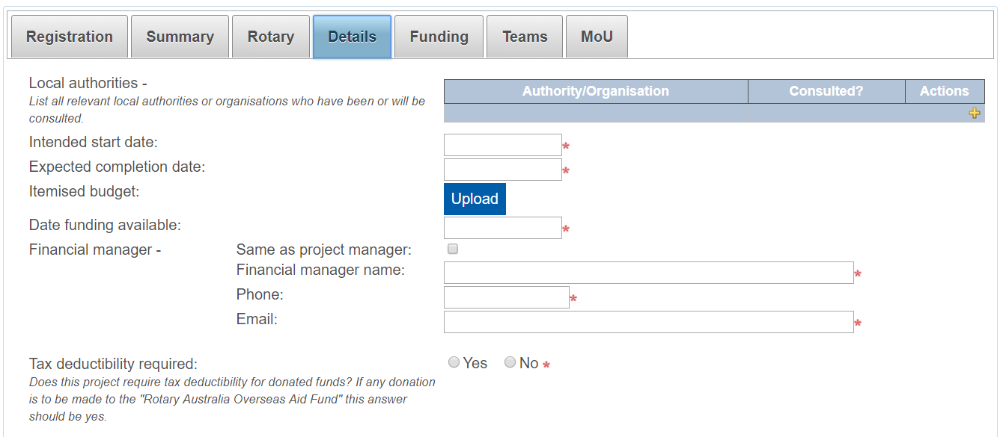 Registration Summary Rotary Details Funding Teams MoU
Local authorities -
List all relevant local authorities or organisations who have been or will be
consulted.
Authority/Organisation Consulted? Actions
Intended start date:
*
Expected completion date:
*
Itemised budget:
Upload
Date funding available:
*
Financial manager -
Same as project manager:
Financial manager name:
*
Phone:
*
Email:
*
Tax deductibility required:
Yes No *
Does this project require tax deductibility for donated funds? If any donation
is to be made to the "Rotary Australia Overseas Aid Fund" this answer
should be yes.